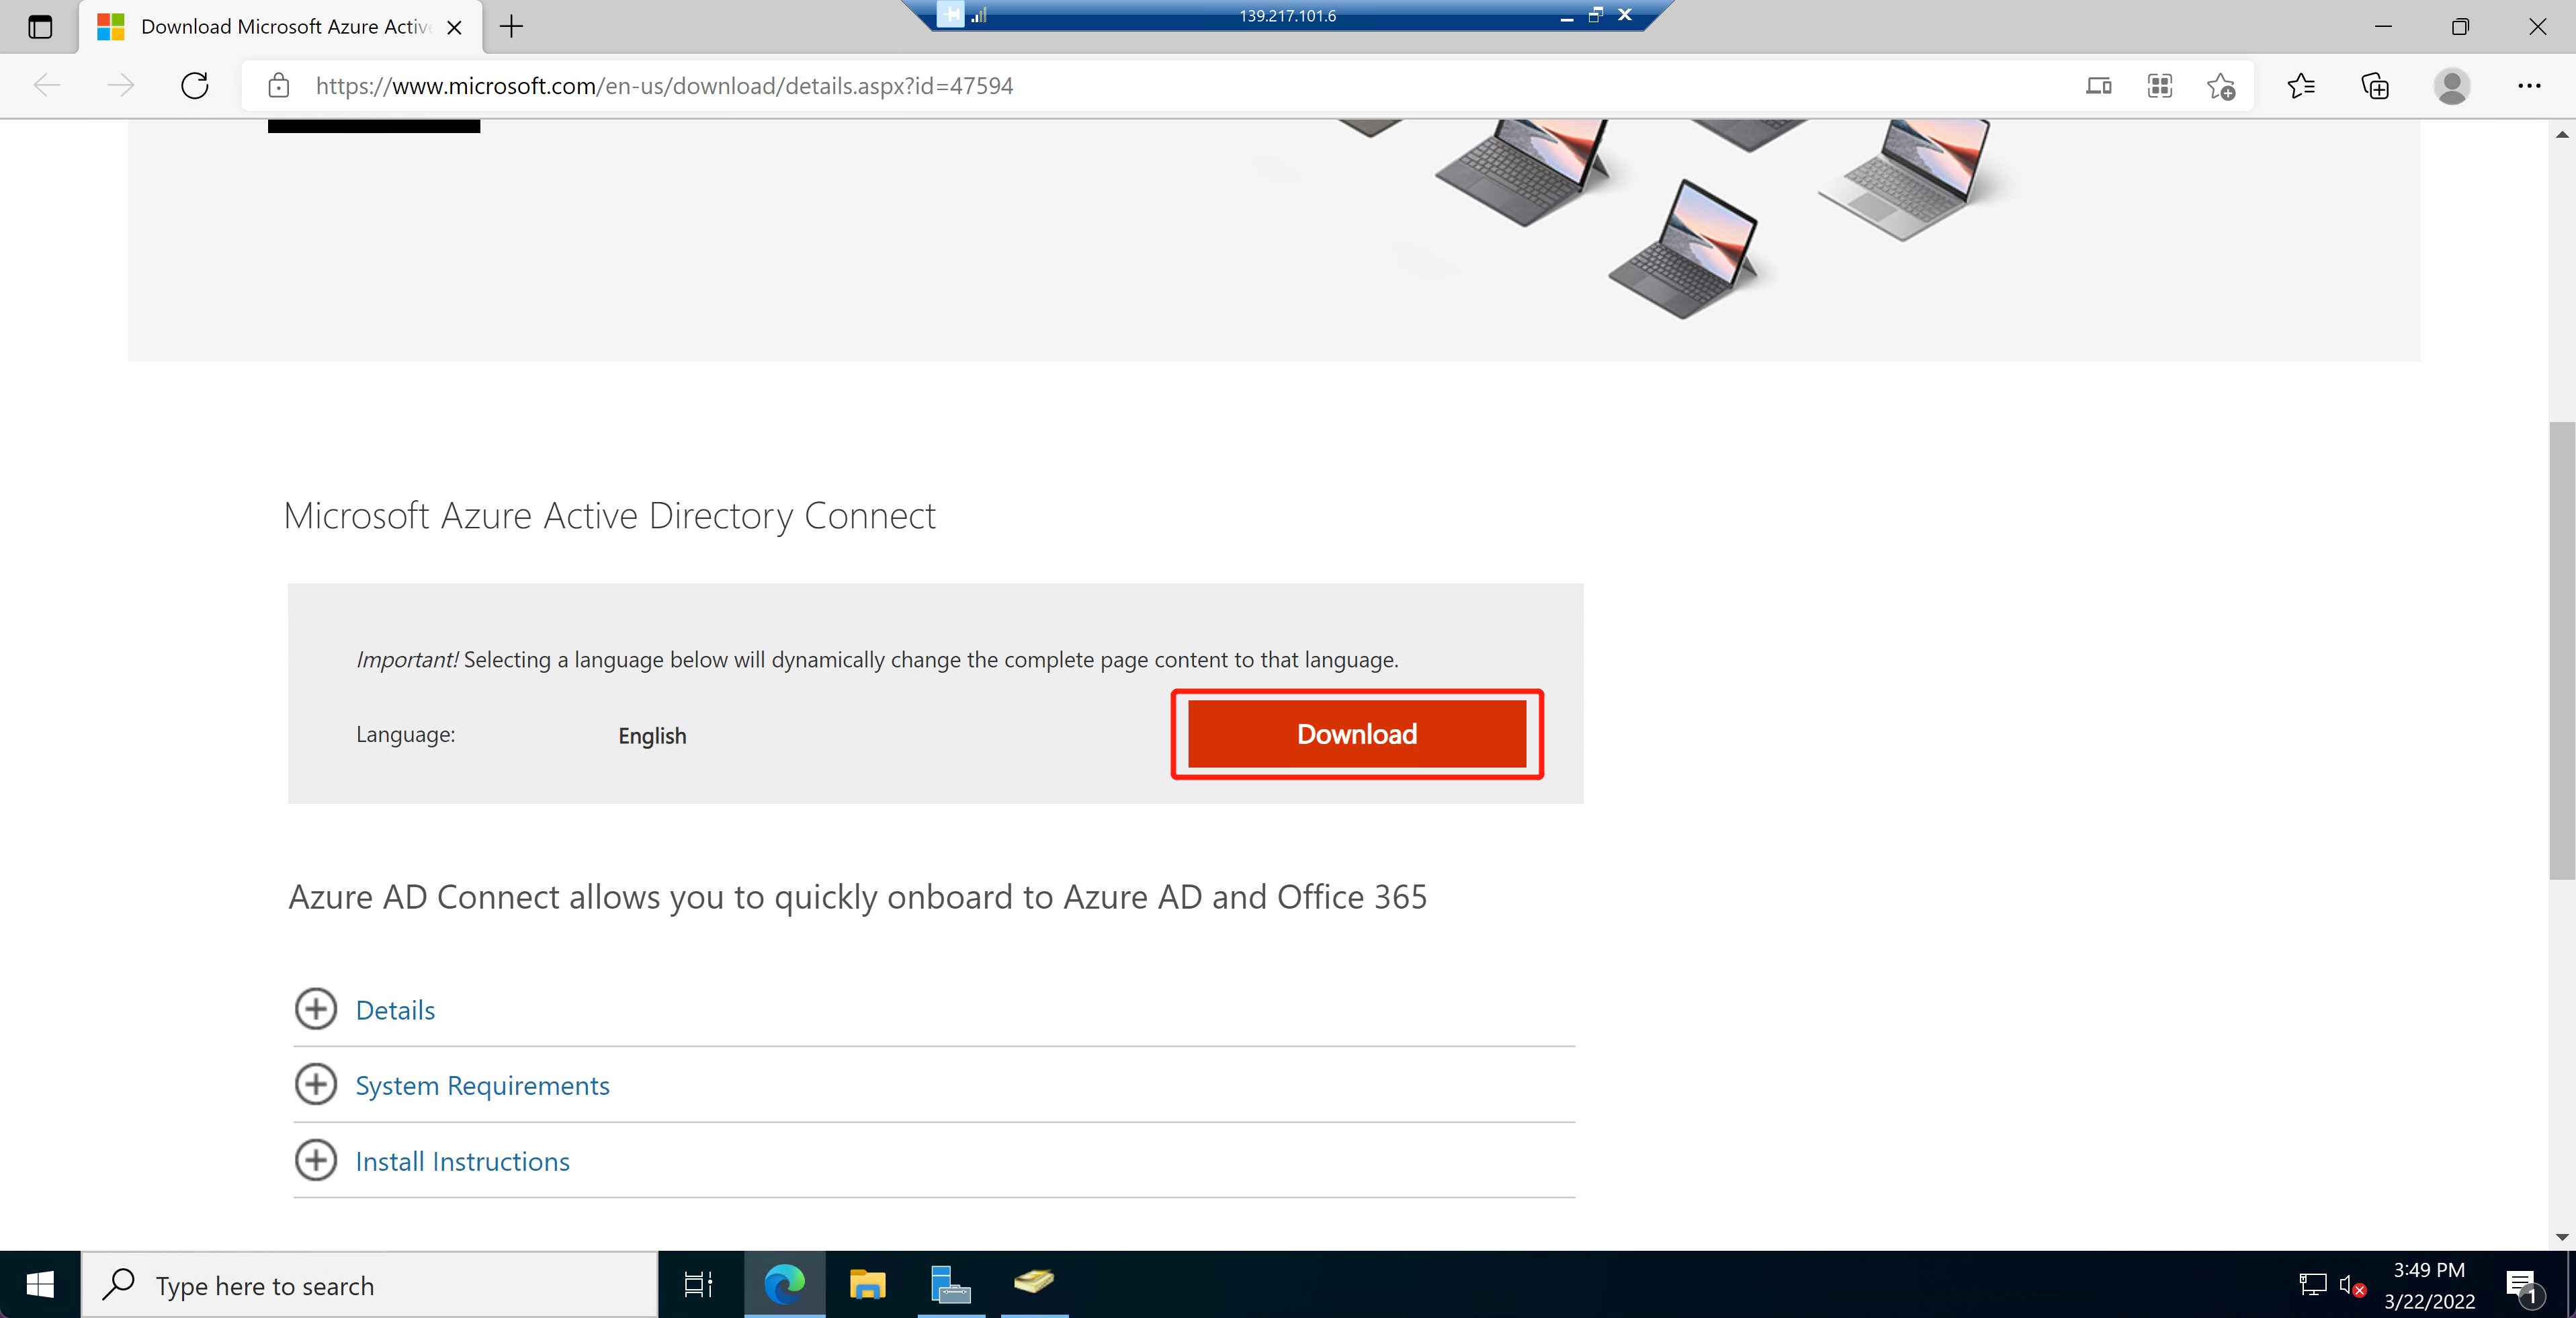 Download Microsoft Azure Activ
139.217.101.6
https://www.microsoft.com/en-us/download/details.aspx?id=47594
Microsoft Azure Active Directory Connect
Important! Selecting a language below will dynamically change the complete page content to that language.
Language: English Download
Azure AD Connect allows you to quickly onboard to Azure AD and Office 365
Details
System Requirements
Install Instructions
Type here to search
3:49 PM
3/22/2022
1